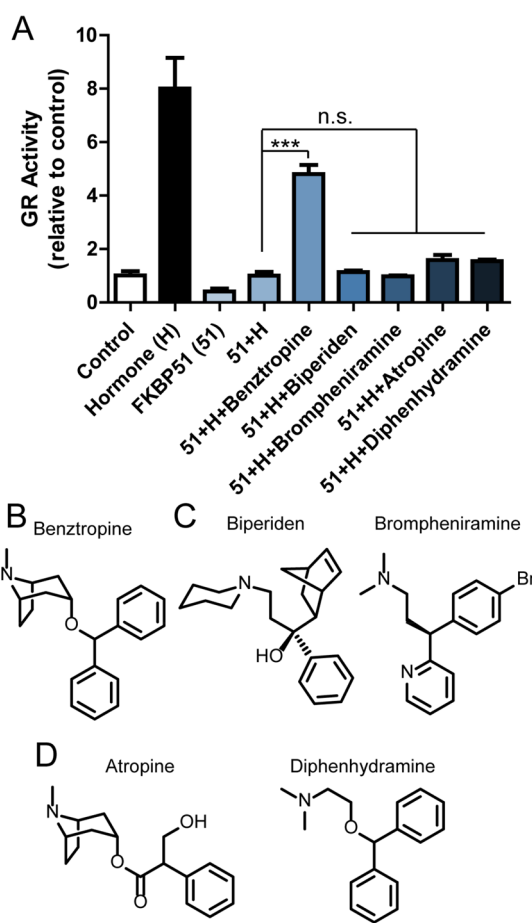 A
GR Activity
(relative to control)
10
8
6
4
2
0
n.s.
***
Control
Hormone (H)
FKBP51 (51)
51+H
51+H+Benztropine
51+H+Biperiden
51+H+Brompheniramine
51+H+Atropine
51+H+Diphenhydramine
B
Benztropine
N
O
C
Biperiden
N
HO
Brompheniramine
N
Br
N
D
Atropine
N
OH
O
O
Diphenhydramine
N
O